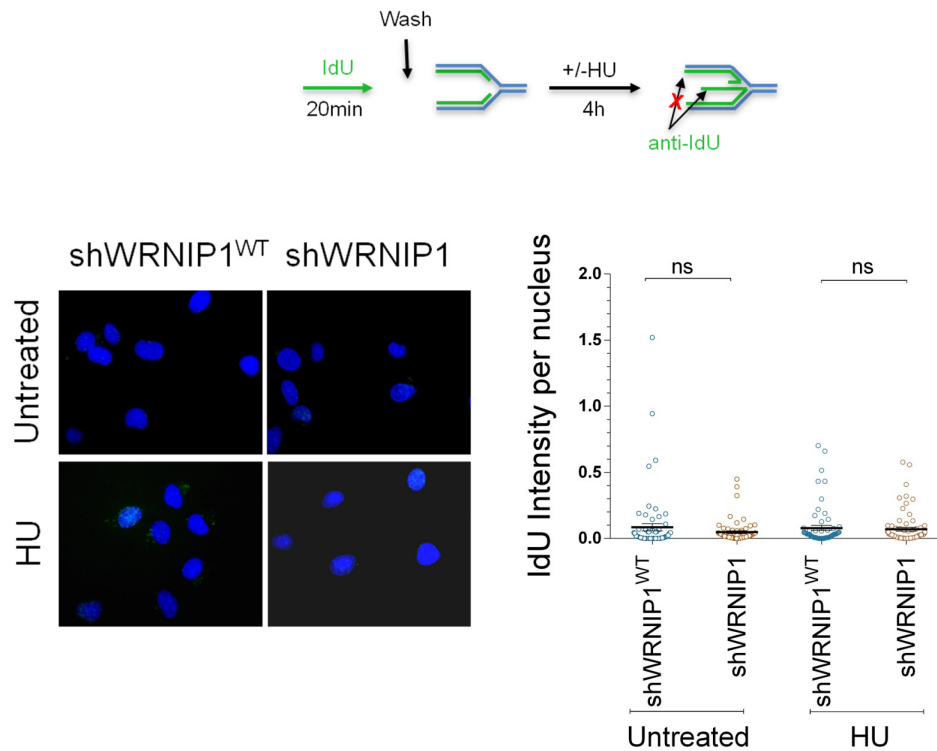 Wash
IdU
20min
+/-HU
4h
X
anti-IdU
shWRNIP1WT
shWRNIP1
Untreated
HU
IdU Intensity per nucleus
2.0
1.5
1.0
0.5
0.0
ns
ns
shWRNIP1WT
shWRNIP1
shWRNIP1WT
shWRNIP1
Untreated
HU